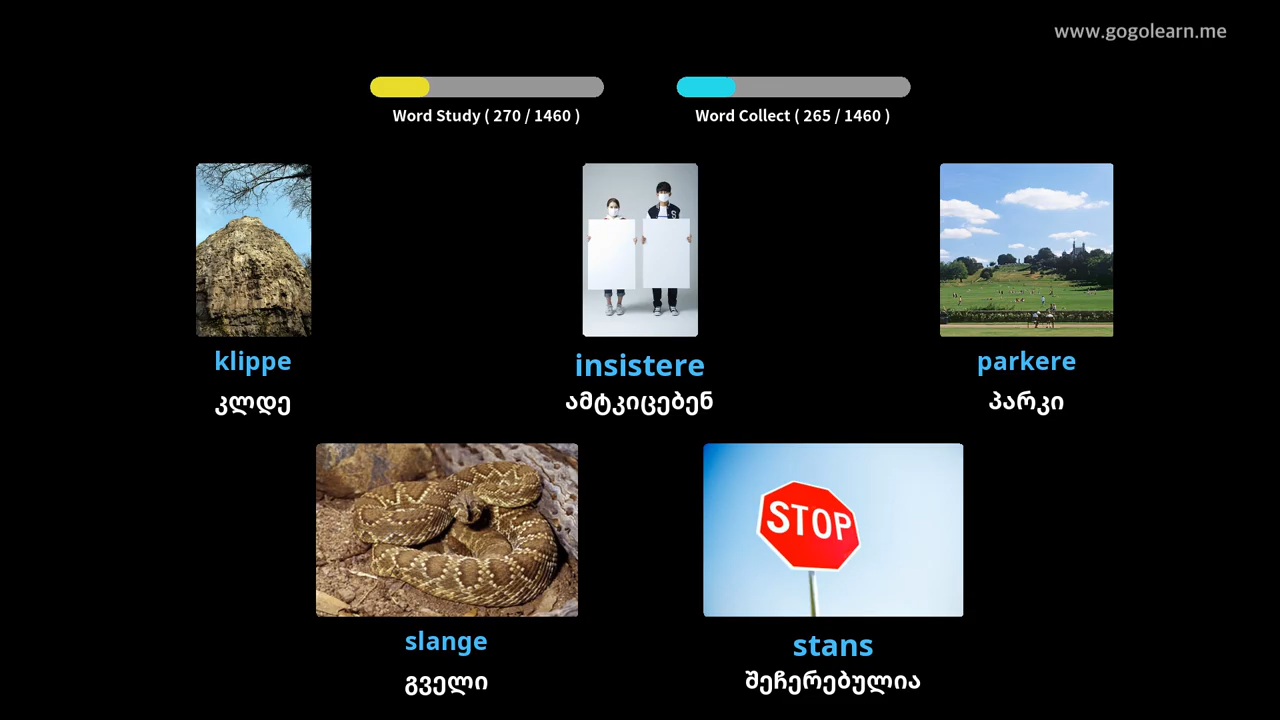 www.gogolearn.me
Word Study ( 270 / 1460 )
Word Collect ( 265 / 1460 )
klippe
კლდე
insistere
ამტკიცებენ
parkere
პარკი
slange
გველი
STOP
stans
შეჩერებულია